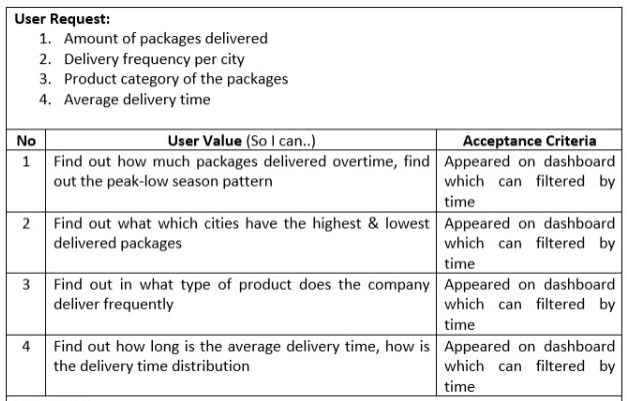 User Request:
1. Amount of packages delivered
2. Delivery frequency per city
3. Product category of the packages
4. Average delivery time
No User Value (So I can..) Acceptance Criteria
1 Find out how much packages delivered overtime, find Appeared on dashboard
out the peak-low season pattern which can filtered by
time
2 Find out what which cities have the highest & lowest Appeared on dashboard
delivered packages which can filtered by
time
3 Find out in what type of product does the company Appeared on dashboard
deliver frequently which can filtered by
time
4 Find out how long is the average delivery time, how is Appeared on dashboard
the delivery time distribution which can filtered by
time